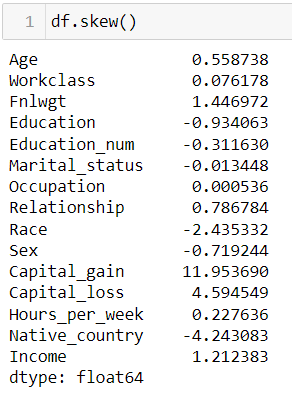 1 df.skew()
Age 0.558738
Workclass 0.076178
Fnlwgt 1.446972
Education -0.934063
Education_num -0.311630
Marital_status -0.013448
Occupation 0.000536
Relationship 0.786784
Race -2.435332
Sex -0.719244
Capital_gain 11.953690
Capital_loss 4.594549
Hours_per_week 0.227636
Native_country -4.243083
Income 1.212383
dtype: float64